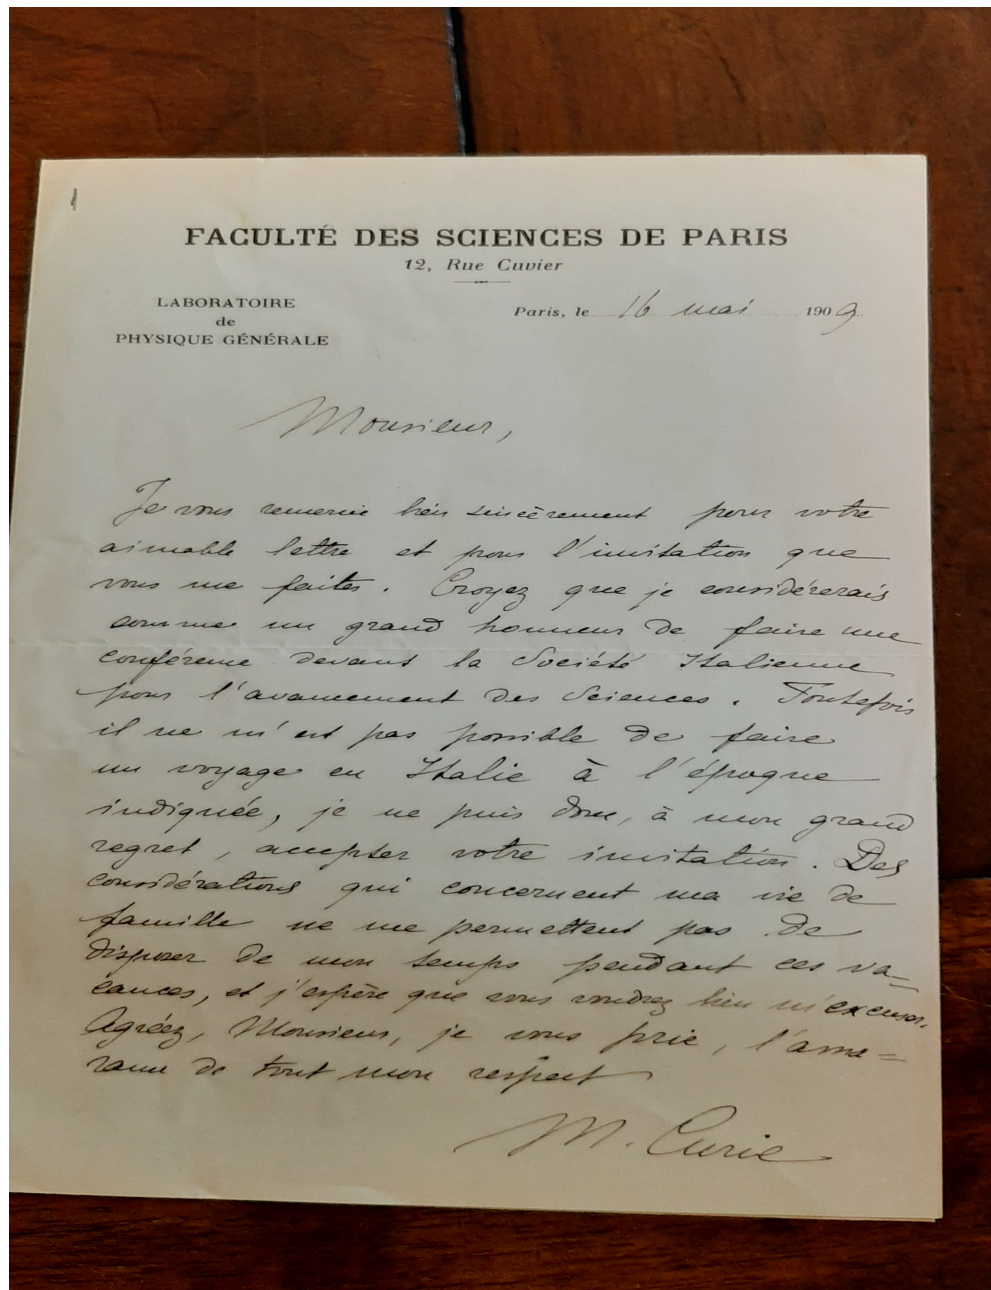 FACULTÉ DES SCIENCES DE PARIS
12, Rue Cuvier
LABORATOIRE
de
PHYSIQUE GÉNÉRALE
Paris, le 16 mai 1909
Monsieur,
Je vous remercie bien sincèrement pour votre
aimable lettre et pour l'invitation que
vous me faites. Croyez que je considérerais
comme un grand honneur de faire une
conférence devant la Société Italienne
pour l'avancement des Sciences. Toutefois
il ne m'est pas possible de faire
un voyage en Italie à l'époque
indiquée, je ne puis donc, à mon grand
regret, accepter votre invitation. Des
considérations qui concernent ma vie de
famille ne me permettent pas de
disposer de mon temps pendant ces va=
cances, et j'espère que vous voudrez bien m'excuser.
Agréez, Monsieur, je vous prie, l'assu=
rance de tout mon respect
M. Curie